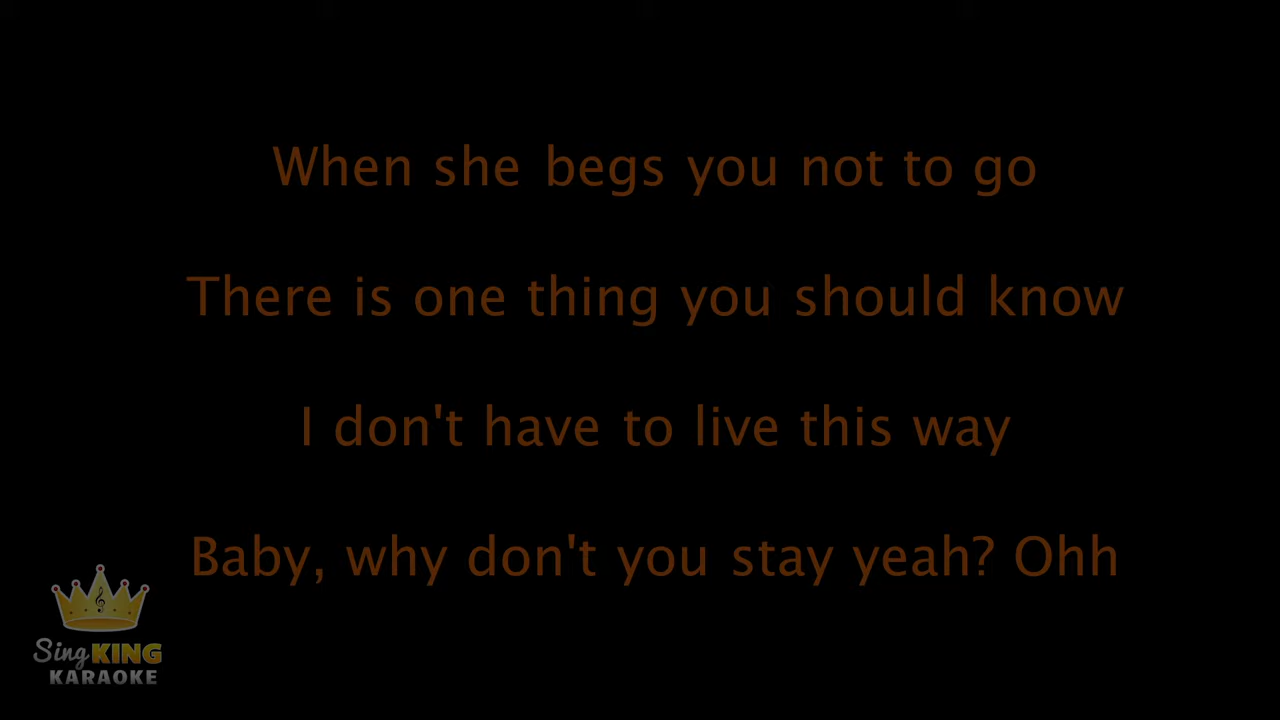 When she begs you not to go
There is one thing you should know
I don't have to live this way
Baby, why don't you stay yeah? Ohh
Sing KING
KARAOKE